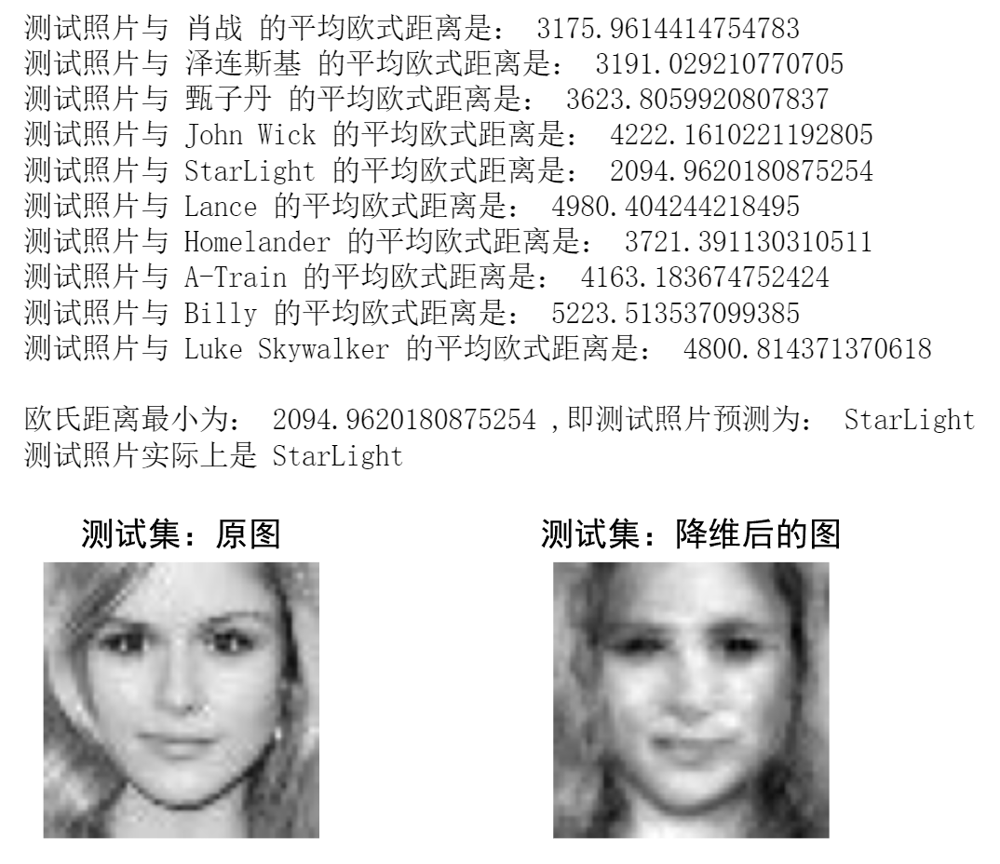 测试照片与 肖战 的平均欧式距离是： 3175.9614414754783
测试照片与 泽连斯基 的平均欧式距离是： 3191.029210770705
测试照片与 甄子丹 的平均欧式距离是： 3623.8059920807837
测试照片与 John Wick 的平均欧式距离是： 4222.1610221192805
测试照片与 StarLight 的平均欧式距离是： 2094.9620180875254
测试照片与 Lance 的平均欧式距离是： 4980.404244218495
测试照片与 Homelander 的平均欧式距离是： 3721.391130310511
测试照片与 A-Train 的平均欧式距离是： 4163.183674752424
测试照片与 Billy 的平均欧式距离是： 5223.513537099385
测试照片与 Luke Skywalker 的平均欧式距离是： 4800.814371370618
欧氏距离最小为： 2094.9620180875254 ,即测试照片预测为： StarLight
测试照片实际上是 StarLight
测试集：原图
测试集：降维后的图